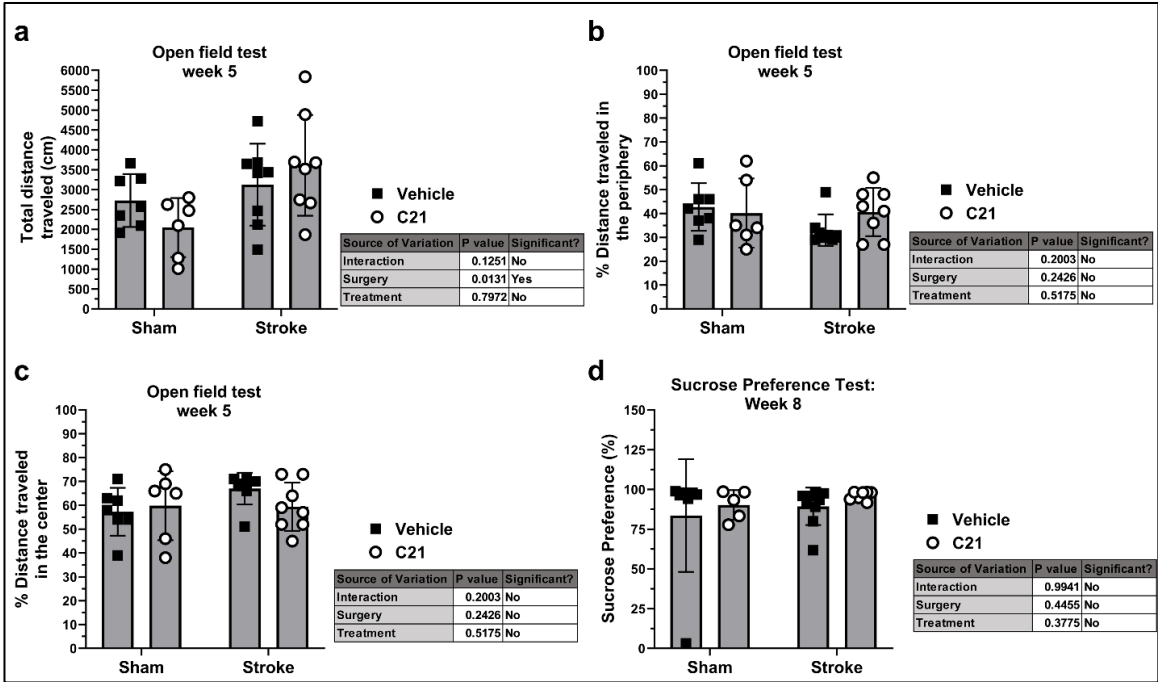 a
Open field test
week 5
Total distance
traveled (cm)
6000
5500
5000
4500
4000
3500
3000
2500
2000
1500
1000
500
0
Sham
Stroke
Vehicle
C21
Source of Variation P value Significant?
Interaction 0.1251 No
Surgery 0.0131 Yes
Treatment 0.7972 No
b
Open field test
week 5
% Distance traveled in
the periphery
100
90
80
70
60
50
40
30
20
10
0
Sham
Stroke
Vehicle
C21
Source of Variation P value Significant?
Interaction 0.2003 No
Surgery 0.2426 No
Treatment 0.5175 No
c
Open field test
week 5
% Distance traveled
in the center
100
90
80
70
60
50
40
30
20
10
0
Sham
Stroke
Vehicle
C21
Source of Variation P value Significant?
Interaction 0.2003 No
Surgery 0.2426 No
Treatment 0.5175 No
d
Sucrose Preference Test:
Week 8
Sucrose Preference (%)
150
125
100
75
50
25
0
Sham
Stroke
Vehicle
C21
Source of Variation P value Significant?
Interaction 0.9941 No
Surgery 0.4455 No
Treatment 0.3775 No